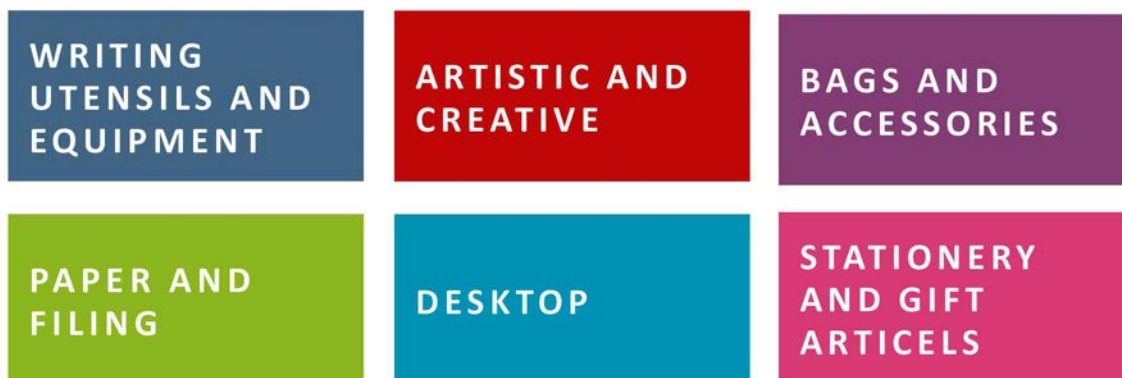 WRITING
UTENSILS AND
EQUIPMENT
ARTISTIC AND
CREATIVE
BAGS AND
ACCESSORIES
PAPER AND
FILING
DESKTOP
STATIONERY
AND GIFT
ARTICELS